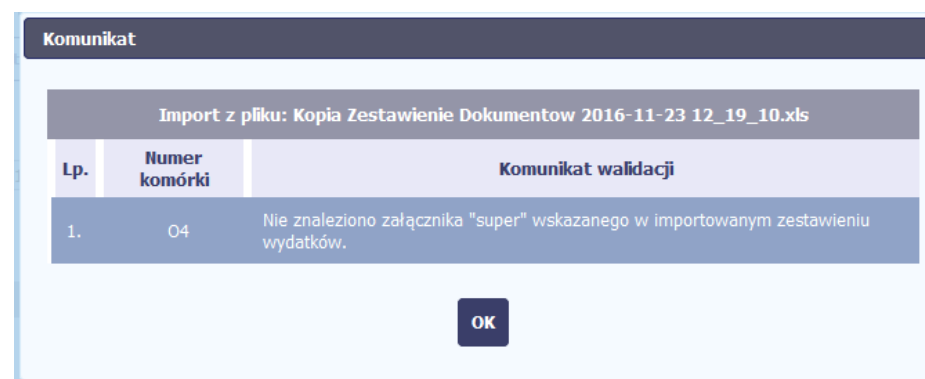 Komunikat
Import z pliku: Kopia Zestawienie Dokumentow 2016-11-23 12_19_10.xls
Lp. Numer komórki Komunikat walidacji
1. O4 Nie znaleziono załącznika "super" wskazanego w importowanym zestawieniu
wydatków.
OK